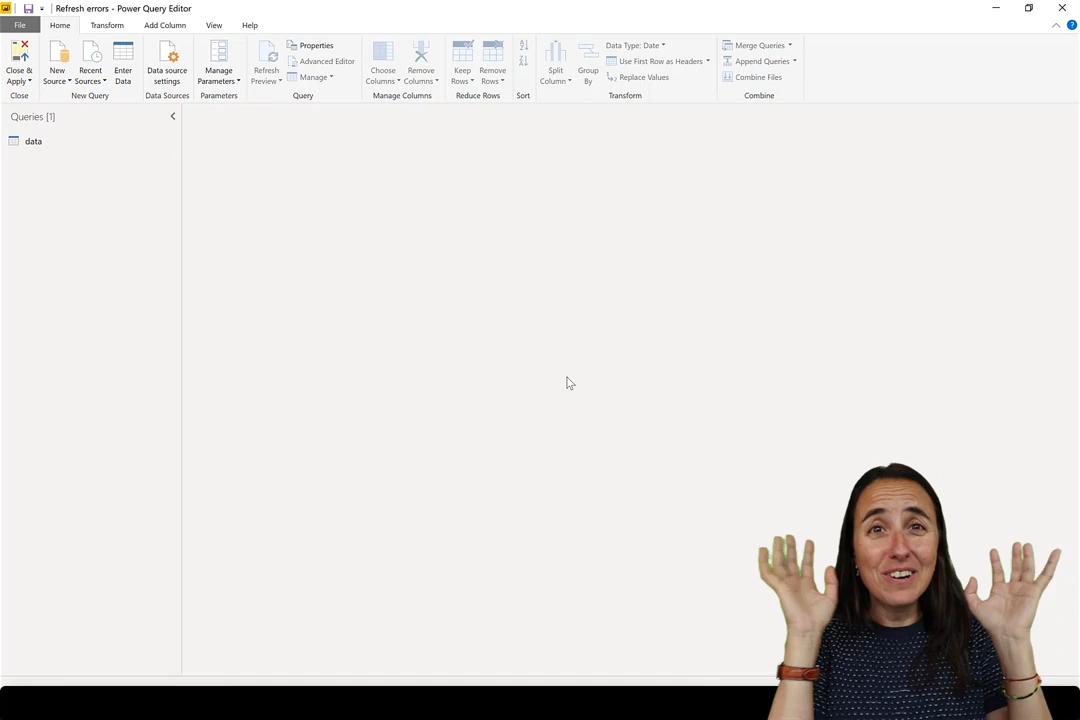 Refresh errors - Power Query Editor
File Home Transform Add Column View Help
Close & Apply
New Source
Recent Sources
Enter Data
Data source settings
Manage Parameters
Refresh Preview
Properties
Advanced Editor
Manage
Choose Columns
Remove Columns
Keep Rows
Remove Rows
Split Column
Group By
Data Type: Date
Use First Row as Headers
Replace Values
Merge Queries
Append Queries
Combine Files
Close New Query Data Sources Parameters Query Manage Columns Reduce Rows Sort Transform Combine
Queries [1]
data